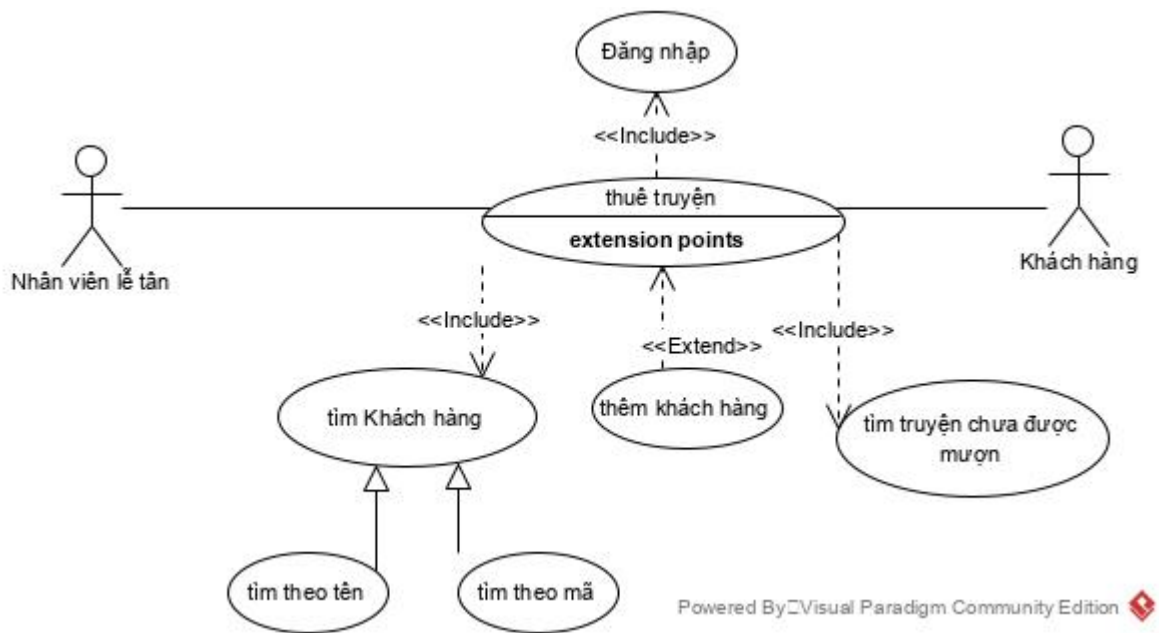 Đăng nhập
<<Include>>
thuê truyện
extension points
Nhân viên lễ tân
Khách hàng
<<Include>>
<<Include>>
<<Extend>>
tìm Khách hàng
thêm khách hàng
tìm truyện chưa được
mượn
tìm theo tên
tìm theo mã
Powered By Visual Paradigm Community Edition